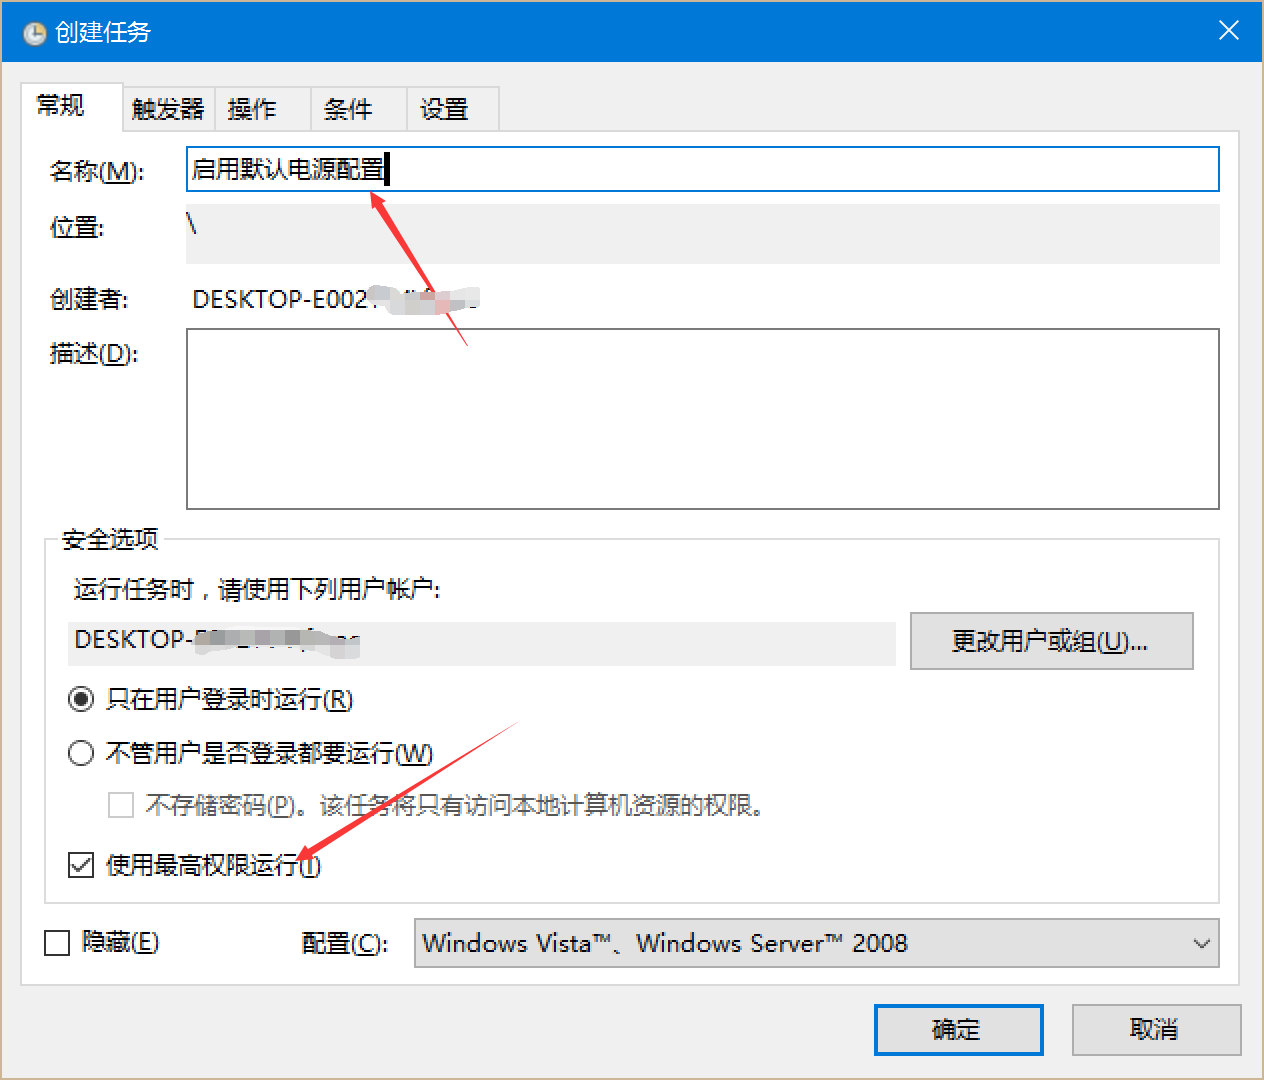 创建任务
常规 触发器 操作 条件 设置
名称(M): 启用默认电源配置
位置: \
创建者: DESKTOP-E002
描述(D):
安全选项
运行任务时，请使用下列用户帐户:
DESKTOP-
更改用户或组(U)...
只在用户登录时运行(R)
不管用户是否登录都要运行(W)
不存储密码(P)。该任务将只有访问本地计算机资源的权限。
使用最高权限运行(I)
隐藏(E) 配置(C): Windows Vista™、Windows Server™ 2008
确定 取消